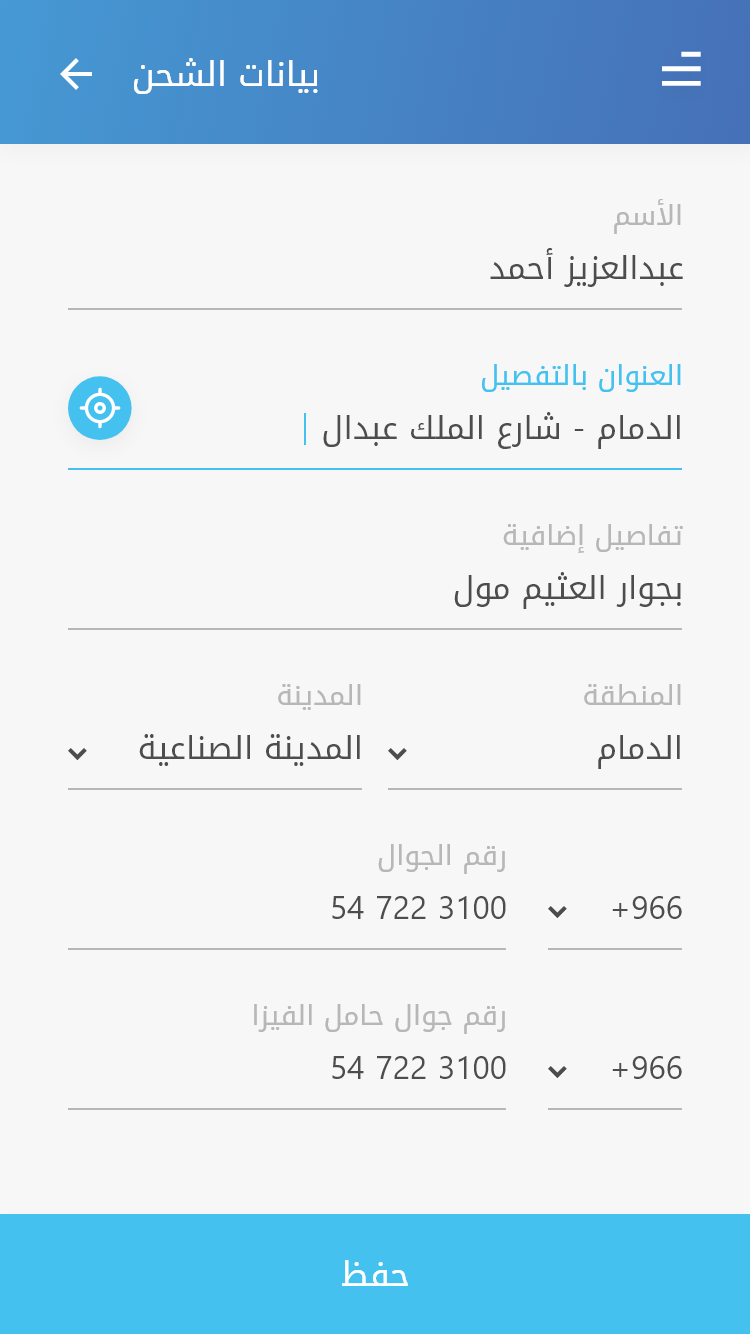 بيانات الشحن
الأسم
عبدالعزيز أحمد
العنوان بالتفصيل
الدمام - شارع الملك عبدال
تفاصيل إضافية
بجوار العثيم مول
المنطقة المدينة
الدمام المدينة الصناعية
رقم الجوال
+966 54 722 3100
رقم جوال حامل الفيزا
+966 54 722 3100
حفظ